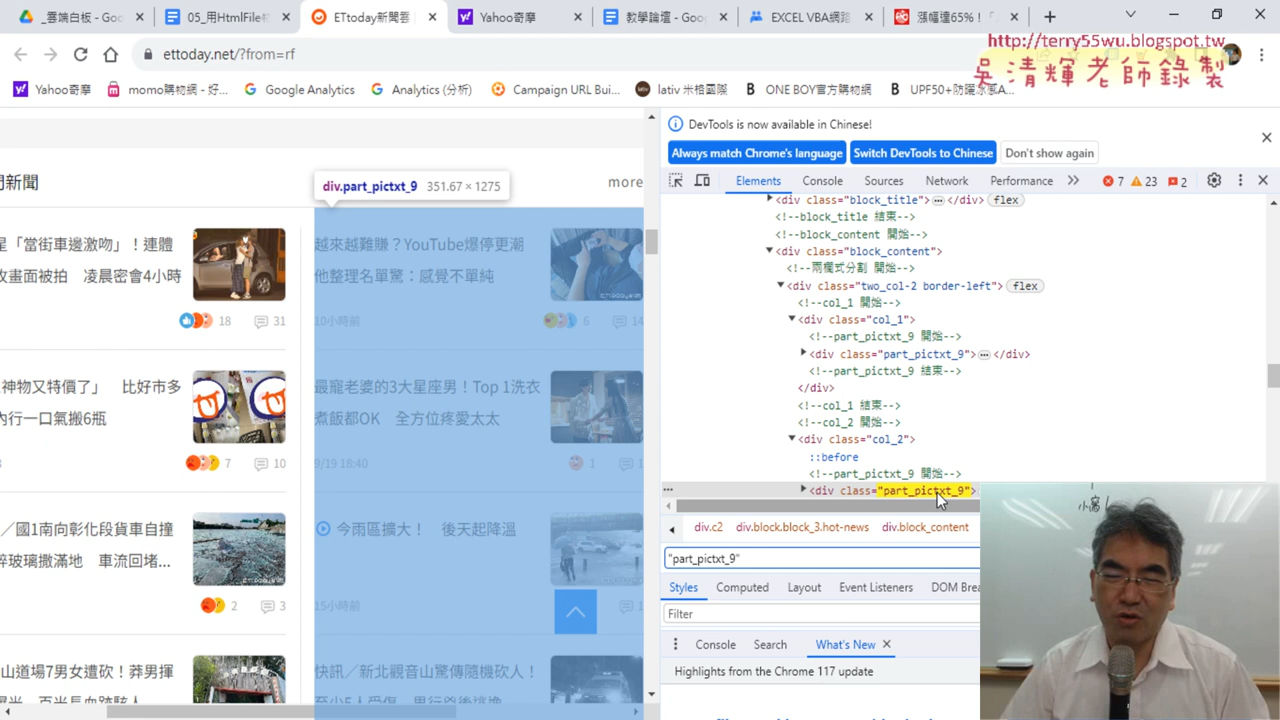 _雲端白板 - Goo
05_用HtmlFile物
ETtoday新聞雲
Yahoo奇摩
教學論壇 - Goog
EXCEL VBA網路
漲幅達65%！「
http://terry55wu.blogspot.tw
吳清輝老師錄製
ettoday.net/?from=rf
Yahoo奇摩
momo購物網 - 好...
Google Analytics
Analytics (分析)
Campaign URL Bui...
lativ 米格國際
ONE BOY官方購物網
UPF50+防曬涼感A...
門新聞
more
div.part_pictxt_9 351.67 × 1275
星「當街車邊激吻」！連體
改畫面被拍　凌晨密會4小時
18
31
神物又特價了」　比好市多
內行一口氣搬6瓶
7
10
／國1南向彰化段貨車自撞
碎玻璃撒滿地　車流回堵...
2
3
山道場7男女遭砍！莽男揮
越來越難賺？YouTube爆停更潮
他整理名單驚：感覺不單純
10小時前
6
14
最寵老婆的3大星座男！Top 1洗衣
煮飯都OK　全方位疼愛太太
9/19 18:40
1
今雨區擴大！　後天起降溫
15小時前
快訊／新北觀音山驚傳隨機砍人！
DevTools is now available in Chinese!
Always match Chrome's language
Switch DevTools to Chinese
Don't show again
Elements
Console
Sources
Network
Performance
7
23
2
<div class="block_title"> ⋯ </div> flex
<!--block_title 結束-->
<!--block_content 開始-->
<div class="block_content">
<!--兩欄式分割 開始-->
<div class="two_col-2 border-left"> flex
<!--col_1 開始-->
<div class="col_1">
<!--part_pictxt_9 開始-->
<div class="part_pictxt_9"> ⋯ </div>
<!--part_pictxt_9 結束-->
</div>
<!--col_1 結束-->
<!--col_2 開始-->
<div class="col_2">
::before
<!--part_pictxt_9 開始-->
<div class="part_pictxt_9">
div.c2
div.block.block_3.hot-news
div.block_content
"part_pictxt_9"
Styles
Computed
Layout
Event Listeners
DOM Brea
Filter
Console
Search
What's New
Highlights from the Chrome 117 update